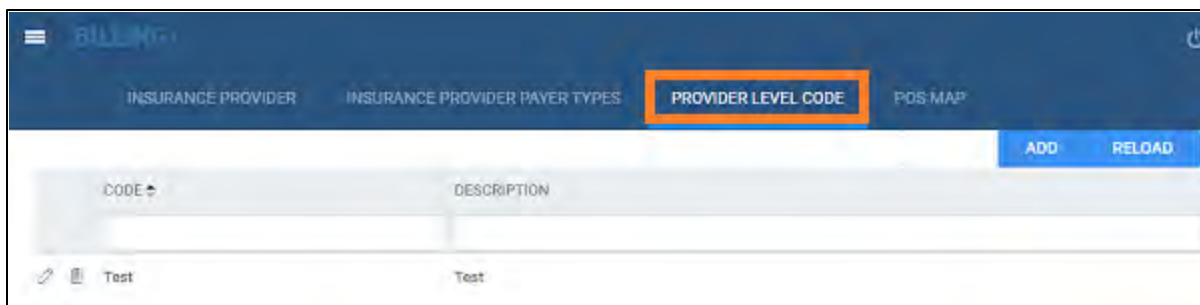 BILLING
INSURANCE PROVIDER INSURANCE PROVIDER PAYER TYPES PROVIDER LEVEL CODE POS MAP
ADD RELOAD
CODE DESCRIPTION
Test Test